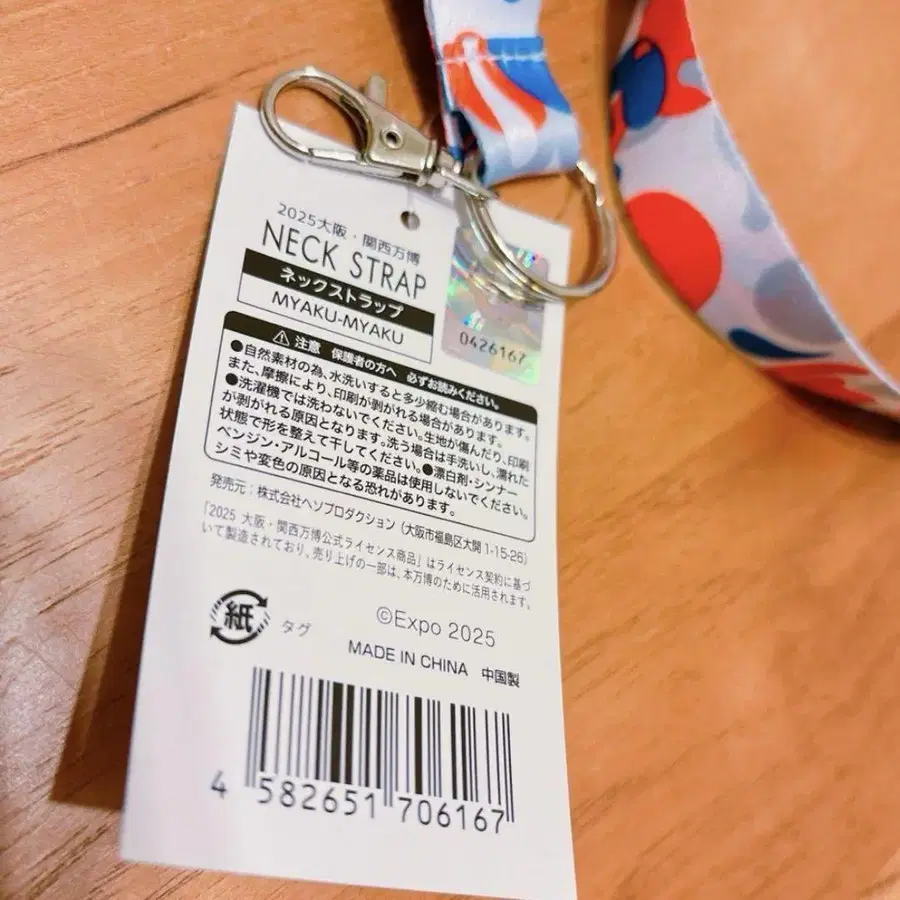 2025大阪・関西万博
NECK STRAP
ネックストラップ
MYAKU-MYAKU
0426167
注意 保護者の方へ 必ずお読みください。
●自然素材の為、水洗いすると多少縮む場合があります。
また、摩擦により、印刷が剥がれる場合があります。
●洗濯機では洗わないでください。生地が傷んだり、印刷
が剥がれる原因となります。洗う場合は手洗いし、濡れた
状態で形を整えて干してください。●漂白剤・シンナー
ベンジン・アルコール等の薬品は使用しないでください。
シミや変色の原因となる恐れがあります。
発売元：株式会社ヘソプロダクション（大阪市福島区大開 1-15-26）
「2025 大阪・関西万博公式ライセンス商品」はライセンス契約に基づ
いて製造されており、売り上げの一部は、本万博のために活用されます。
紙 タグ
©Expo 2025
MADE IN CHINA 中国製
4 582651 706167